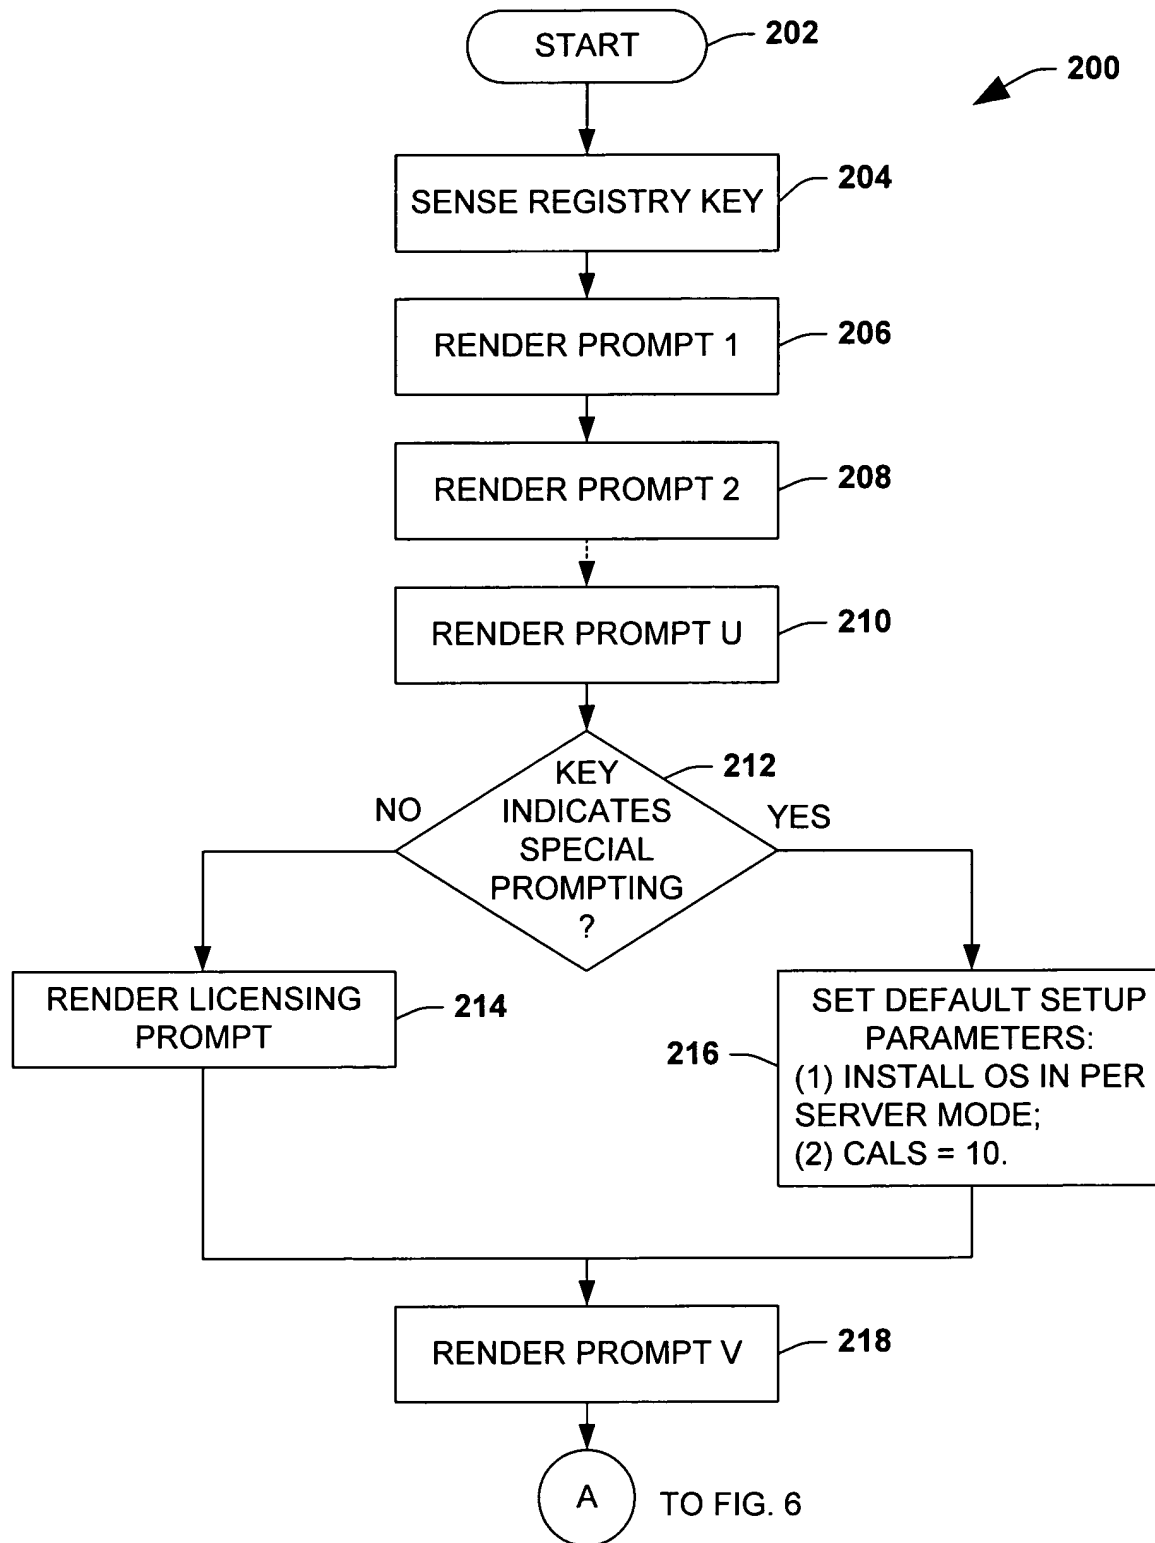 START
202
200
SENSE REGISTRY KEY
204
RENDER PROMPT 1
206
RENDER PROMPT 2
208
RENDER PROMPT U
210
KEY
INDICATES
SPECIAL
PROMPTING
?
212
NO
YES
RENDER LICENSING
PROMPT
214
SET DEFAULT SETUP
PARAMETERS:
(1) INSTALL OS IN PER
SERVER MODE;
(2) CALS = 10.
216
RENDER PROMPT V
218
A
TO FIG. 6